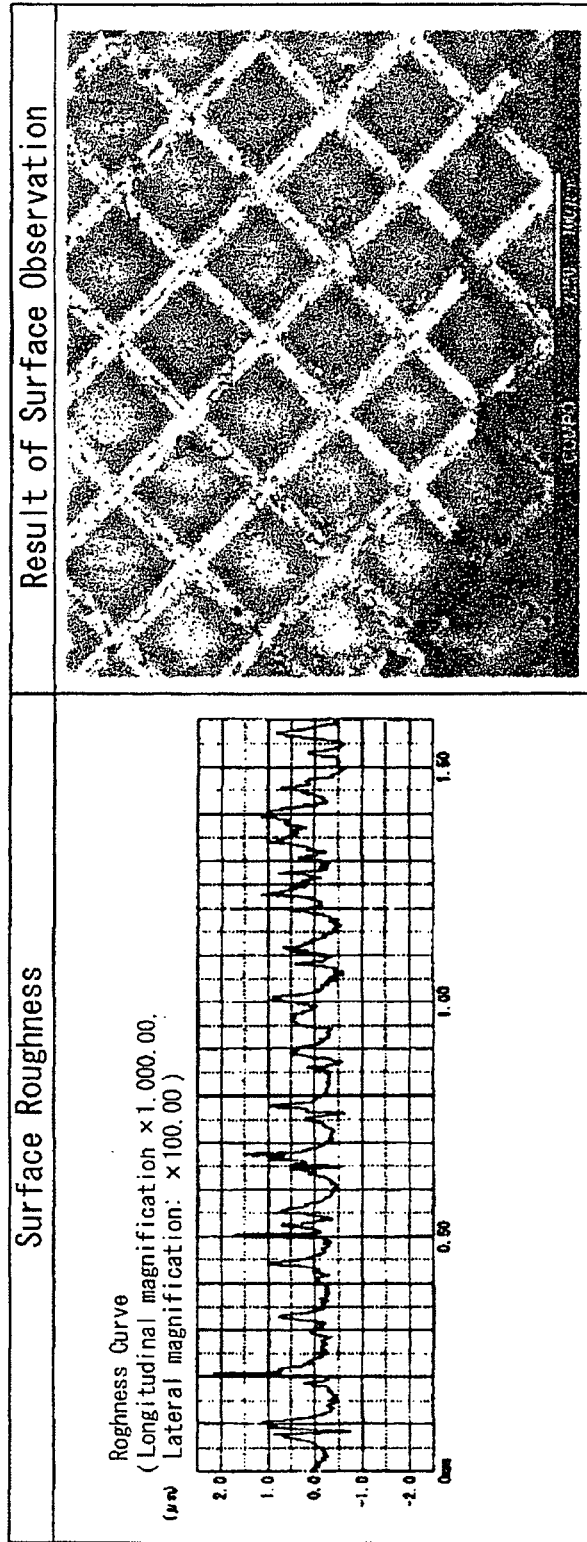 Surface Roughness
Result of Surface Observation
Roghness Curve
( Longitudinal magnification ×1,000.00,
Lateral magnification: ×100.00 )
(μm)
2.0
1.0
0.0
-1.0
-2.0
0mm
0.50
1.00
1.50
COMPO